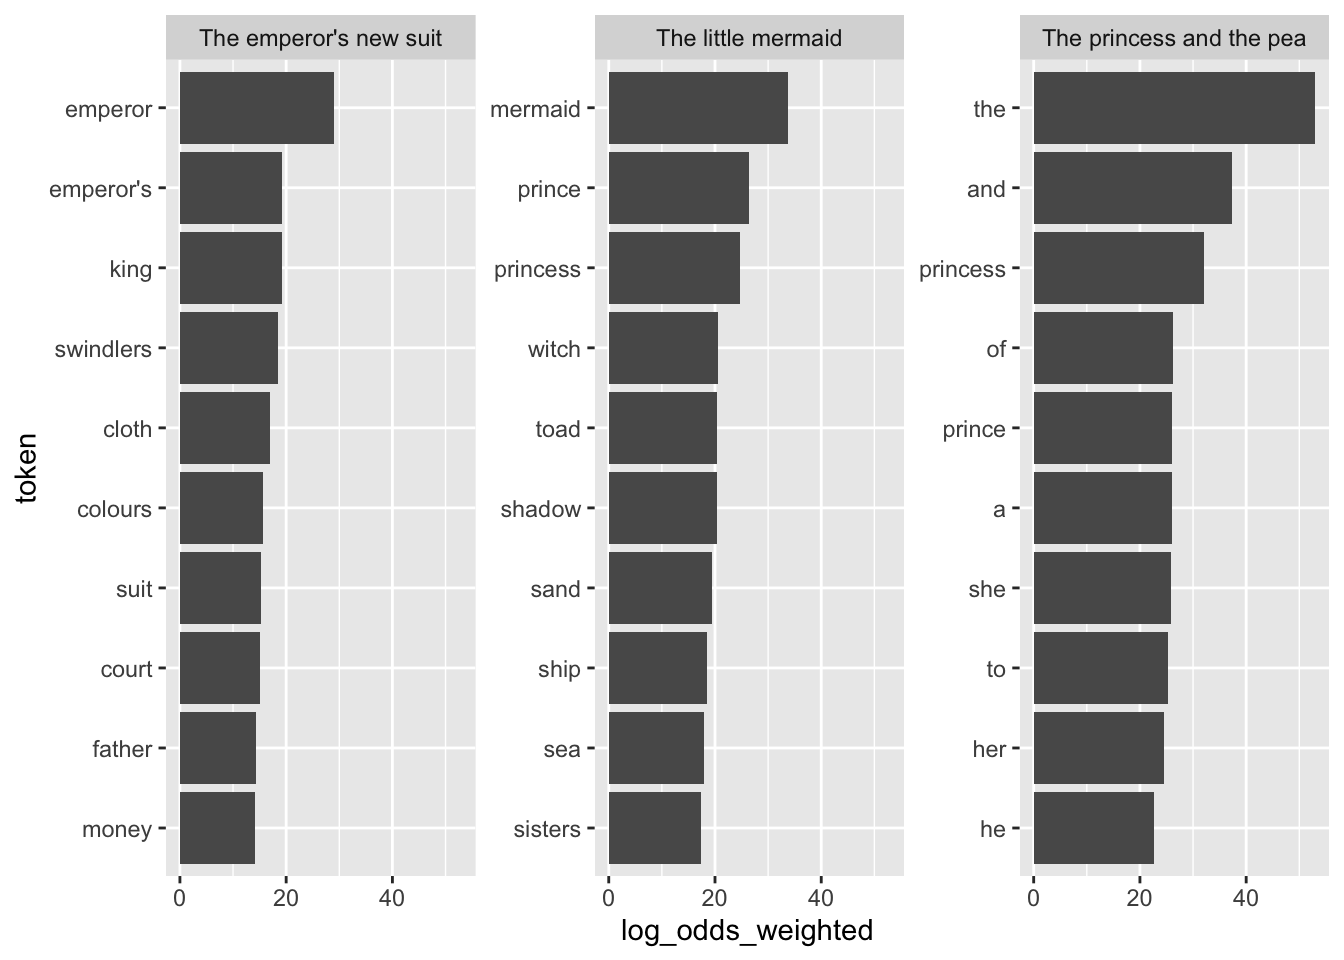 The emperor's new suit
The little mermaid
The princess and the pea
token
emperor
emperor's
king
swindlers
cloth
colours
suit
court
father
money
0 20 40
mermaid
prince
princess
witch
toad
shadow
sand
ship
sea
sisters
0 20 40
the
and
princess
of
prince
a
she
to
her
he
0 20 40
log_odds_weighted